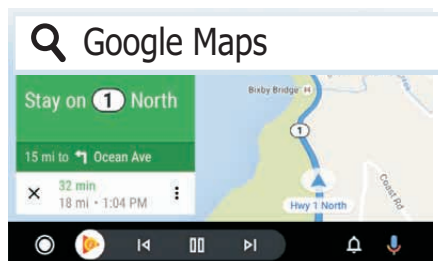 Google Maps
Stay on 1 North
Bixby Bridge
1
15 mi to Ocean Ave
32 min
18 mi • 1:04 PM
Coast Rd
Hwy 1 North